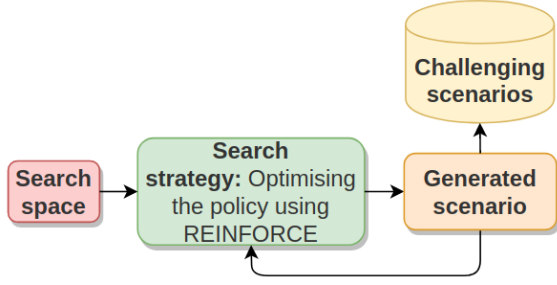 Challenging
scenarios
Search
space
Search
strategy: Optimising
the policy using
REINFORCE
Generated
scenario